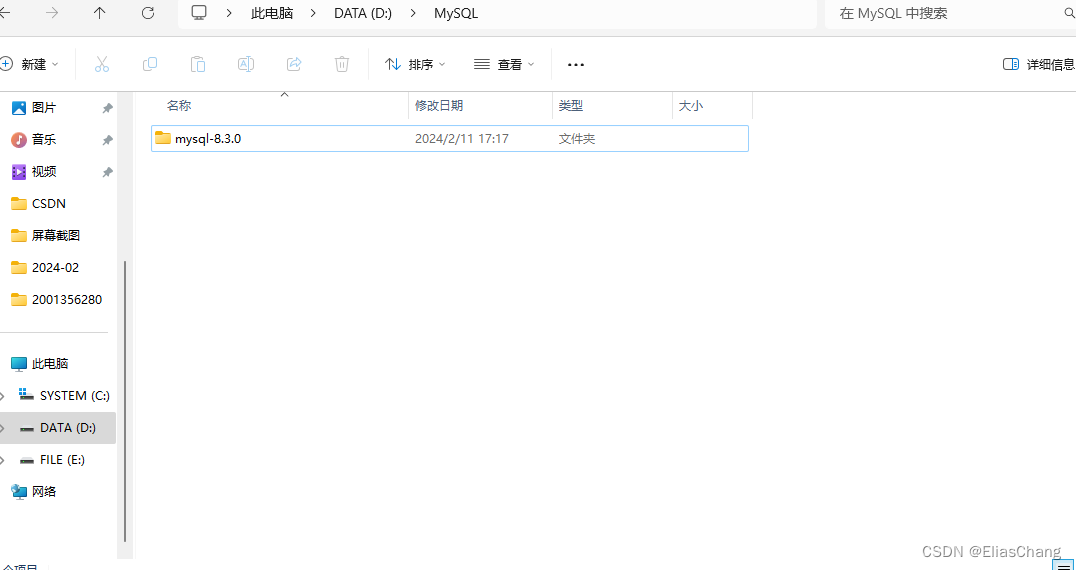 此电脑 DATA (D:) MySQL 在 MySQL 中搜索
新建 排序 查看 详细信息
名称 修改日期 类型 大小
mysql-8.3.0 2024/2/11 17:17 文件夹
图片
音乐
视频
CSDN
屏幕截图
2024-02
2001356280
此电脑
SYSTEM (C:)
DATA (D:)
FILE (E:)
网络
CSDN @EliasChang
个项目